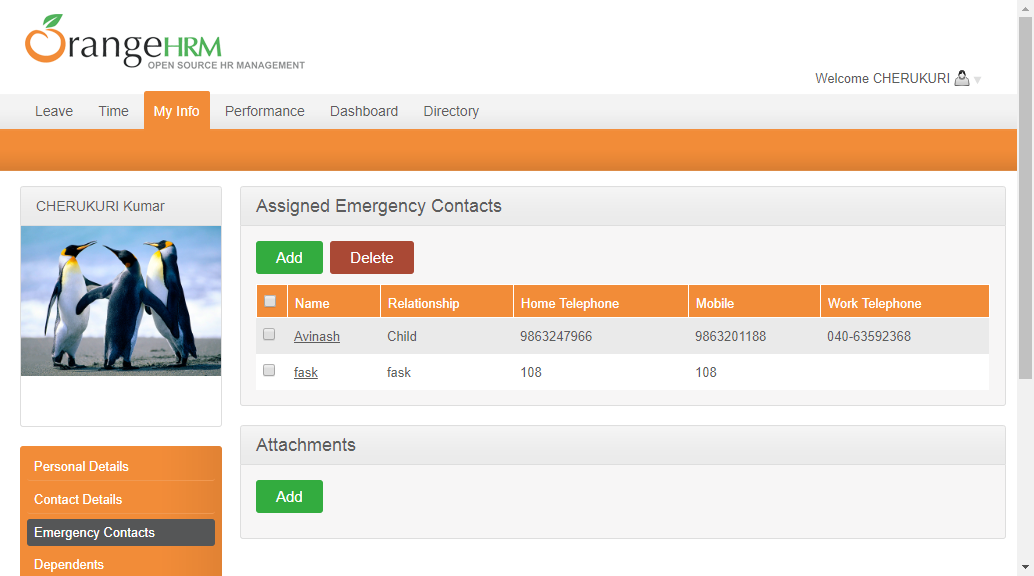 OrangeHRM
OPEN SOURCE HR MANAGEMENT
Welcome CHERUKURI
Leave Time My Info Performance Dashboard Directory
CHERUKURI Kumar
Assigned Emergency Contacts
Add Delete
Name Relationship Home Telephone Mobile Work Telephone
Avinash Child 9863247966 9863201188 040-63592368
fask fask 108 108
Attachments
Add
Personal Details
Contact Details
Emergency Contacts
Dependents